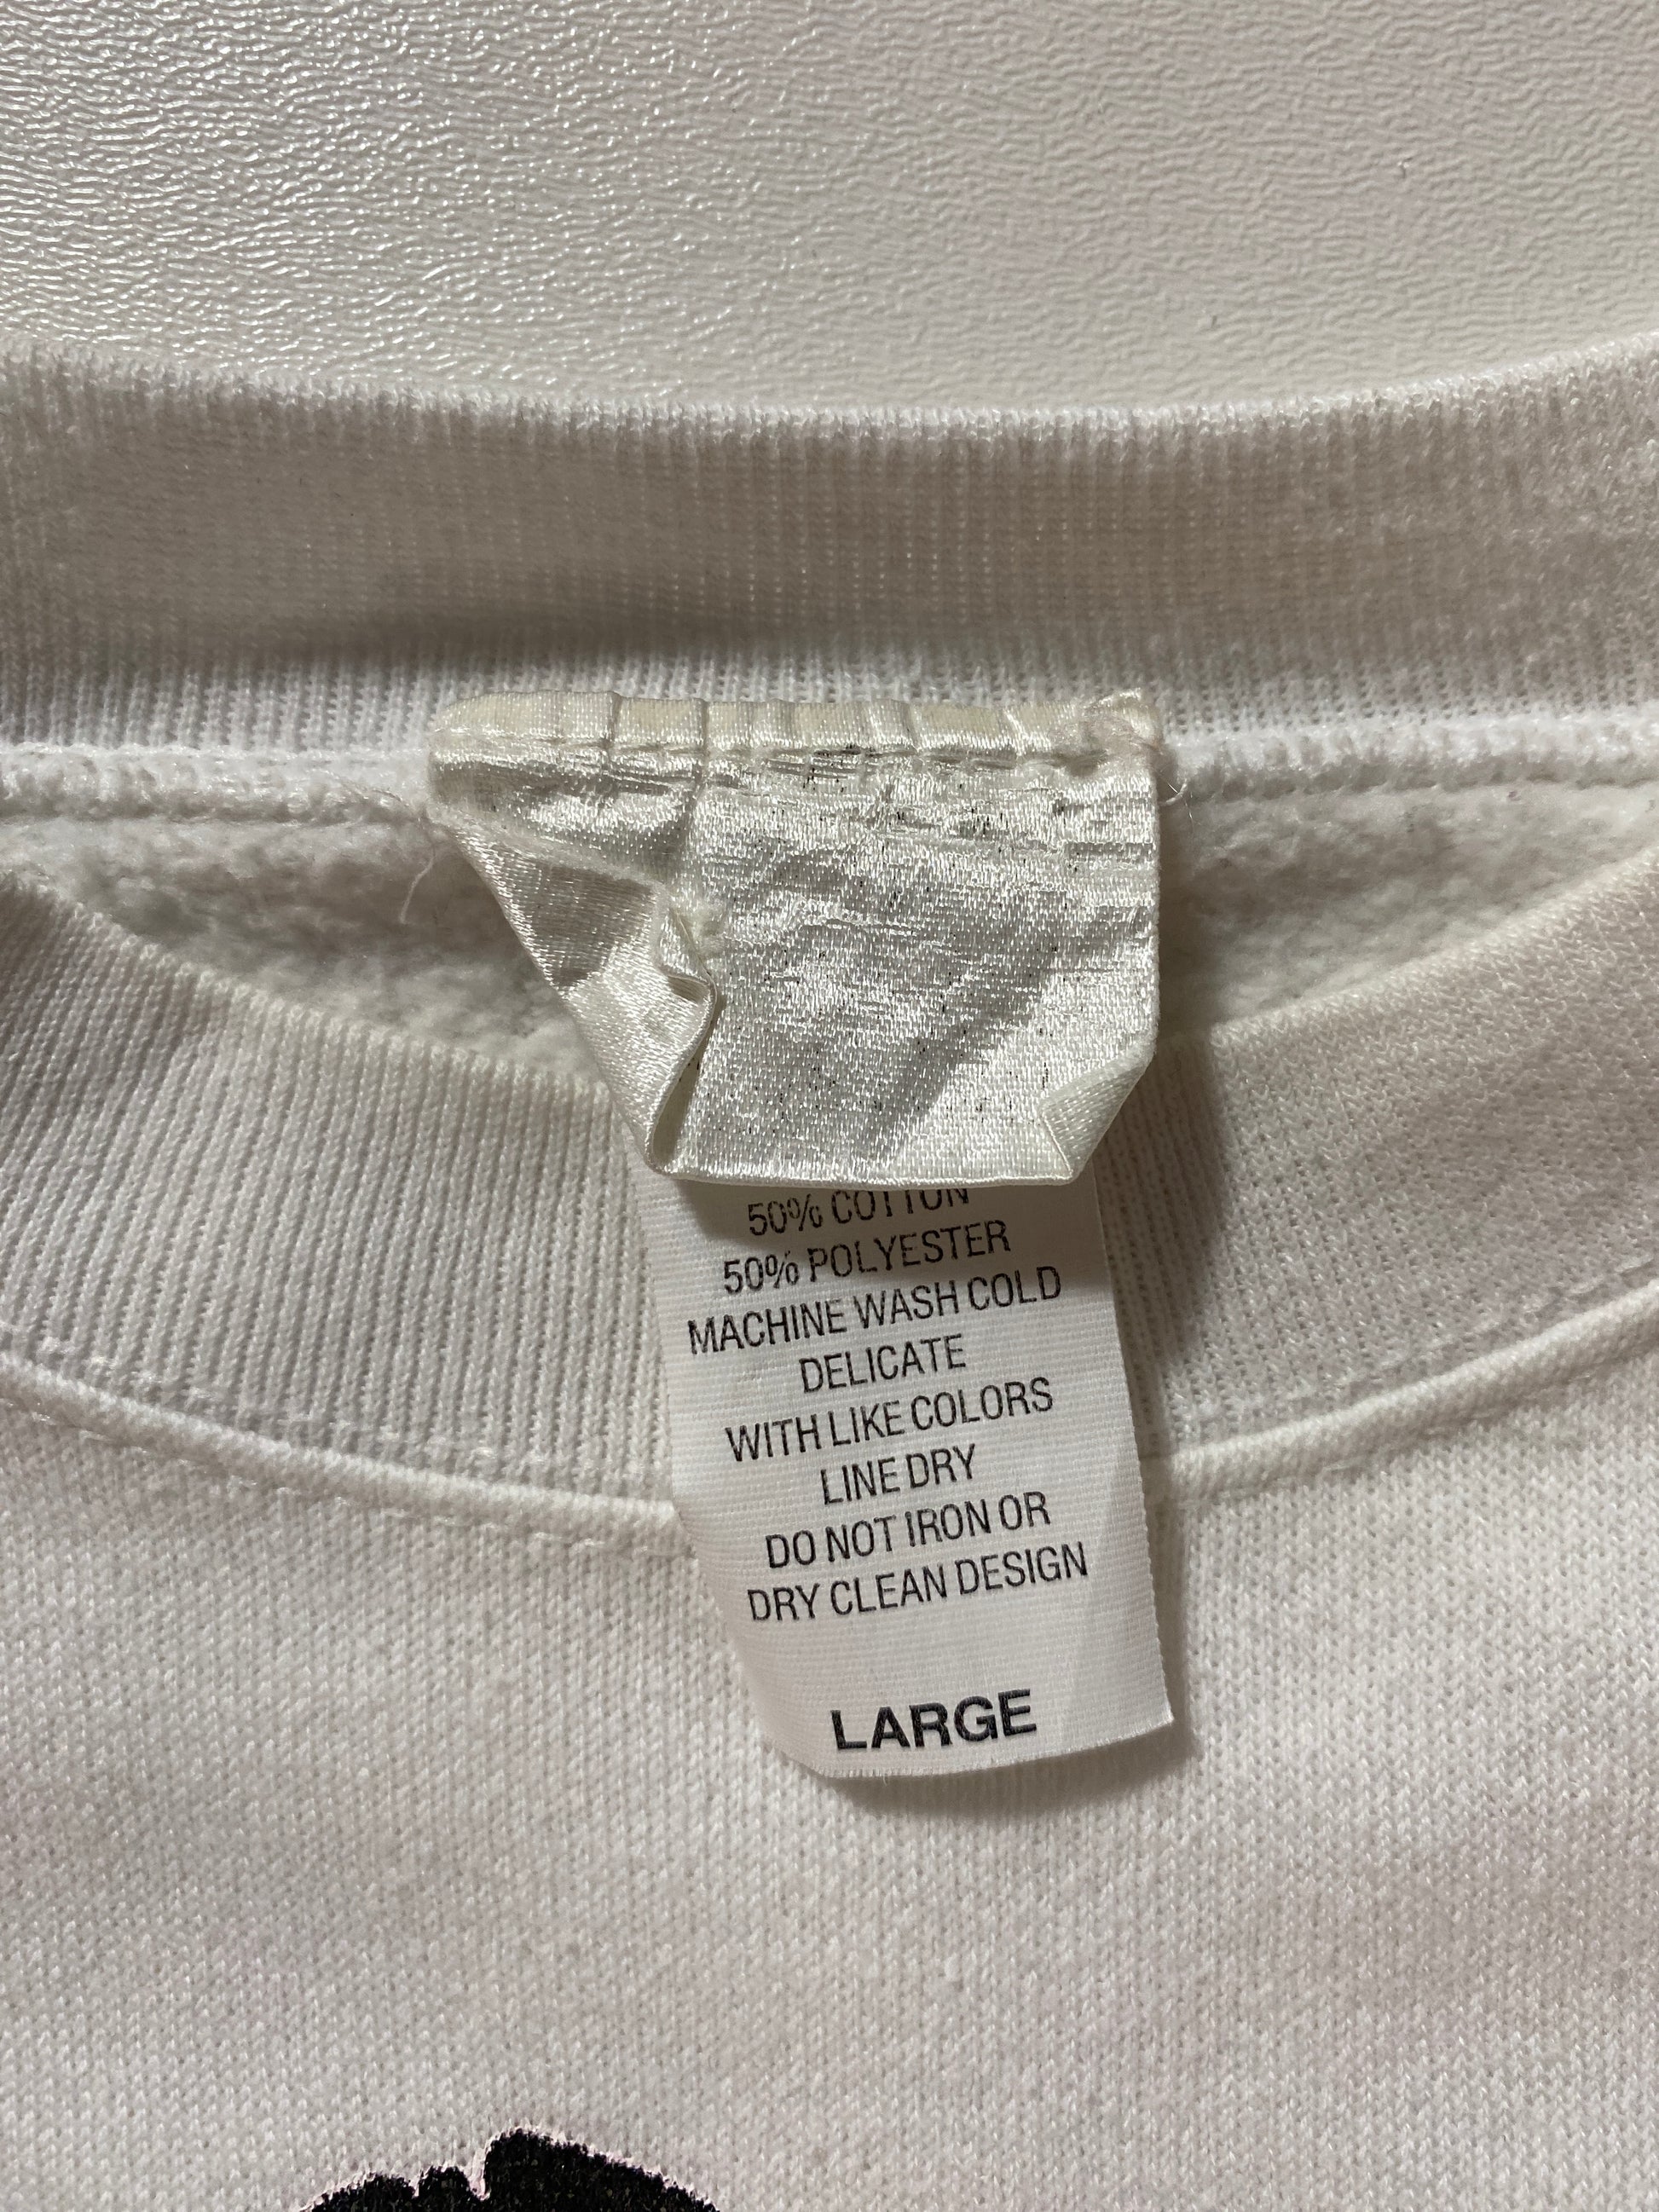 50% COTTON
50% POLYESTER
MACHINE WASH COLD
DELICATE
WITH LIKE COLORS
LINE DRY
DO NOT IRON OR
DRY CLEAN DESIGN
LARGE